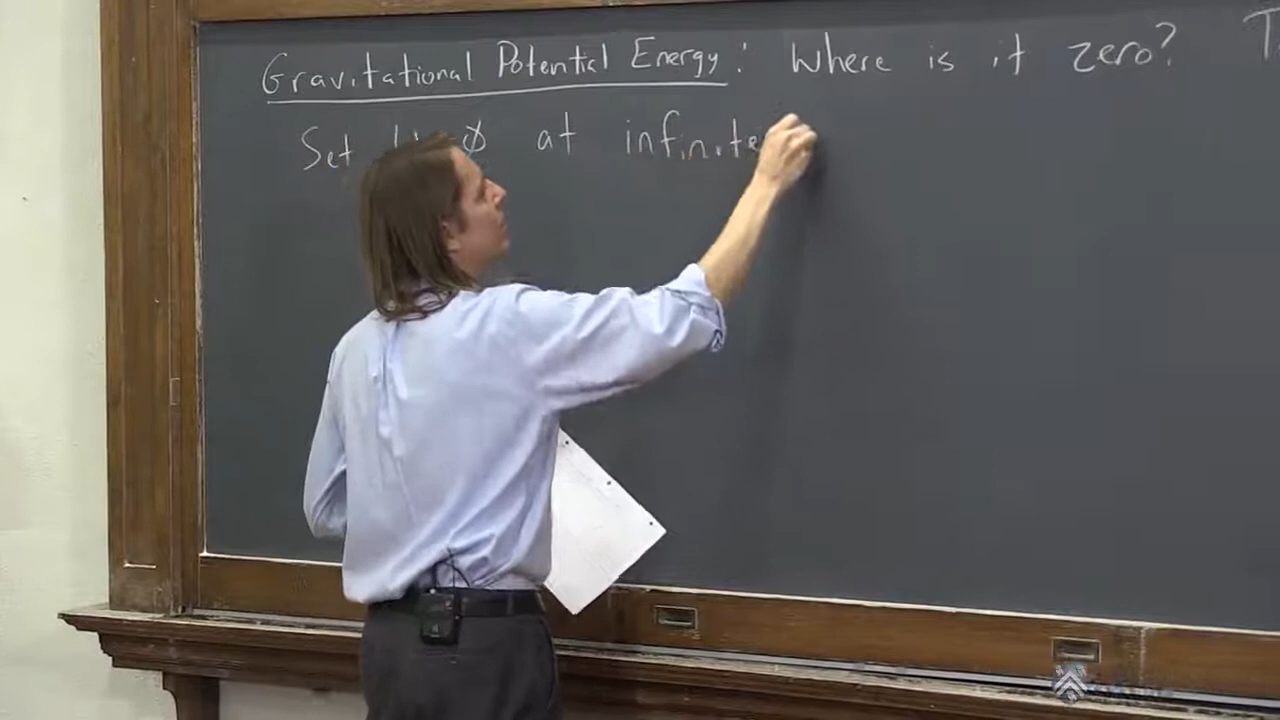 Gravitational Potential Energy: Where is it zero? T
Set U=0 at infinite